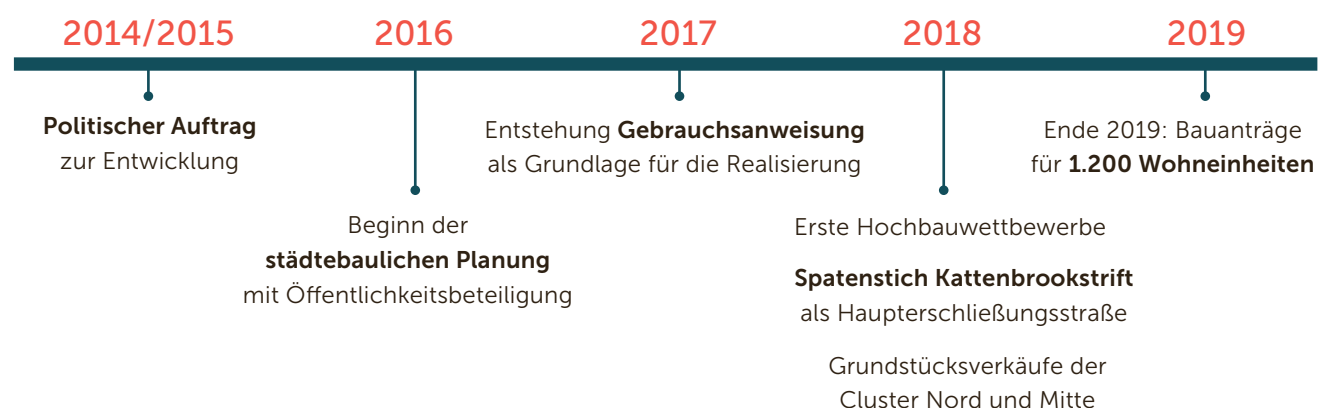 2014/2015
Politischer Auftrag
zur Entwicklung
2016
Beginn der
städtebaulichen Planung
mit Öffentlichkeitsbeteiligung
2017
Entstehung Gebrauchsanweisung
als Grundlage für die Realisierung
2018
Erste Hochbauwettbewerbe
Spatenstich Kattenbrookstrift
als Haupterschließungsstraße
Grundstücksverkäufe der
Cluster Nord und Mitte
2019
Ende 2019: Bauanträge
für 1.200 Wohneinheiten